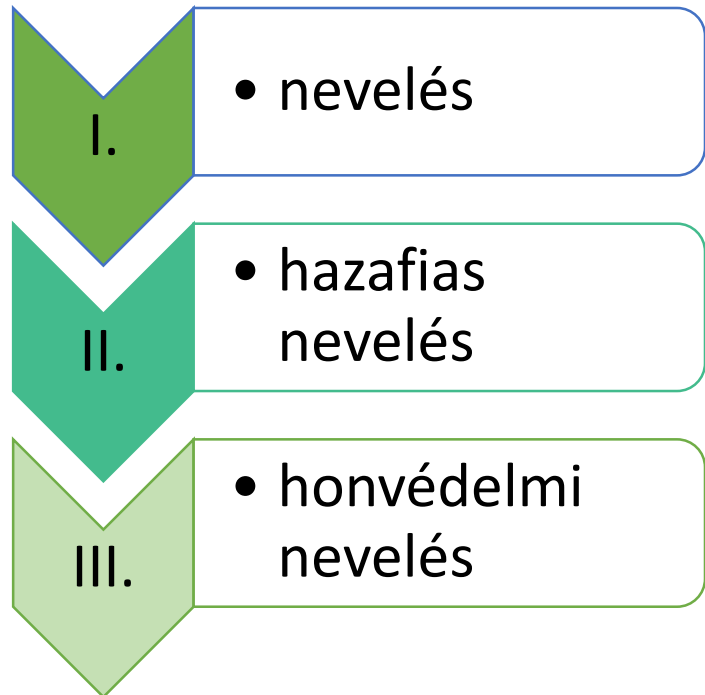 I.
• nevelés
II.
• hazafias
nevelés
III.
• honvédelmi
nevelés